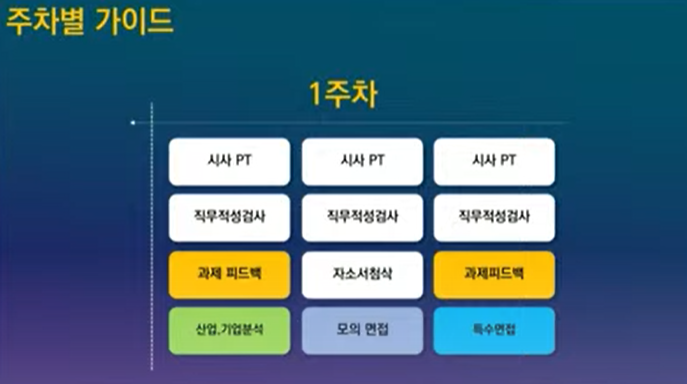 주차별 가이드
1주차
시사 PT 시사 PT 시사 PT
직무적성검사 직무적성검사 직무적성검사
과제 피드백 자소서첨삭 과제피드백
산업.기업분석 모의 면접 특수면접